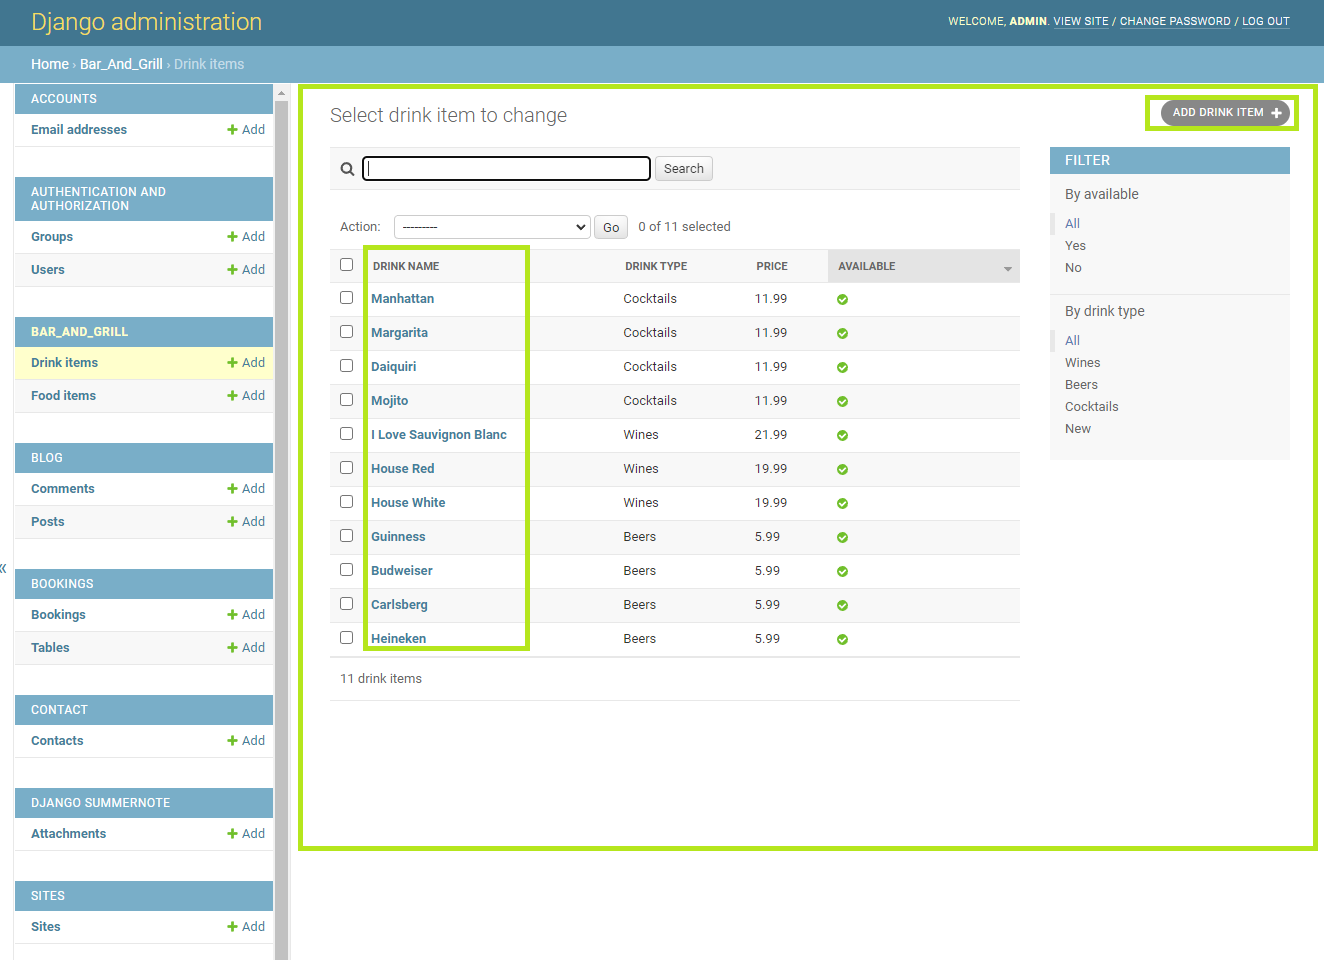 Django administration
WELCOME, ADMIN. VIEW SITE / CHANGE PASSWORD / LOG OUT
Home › Bar_And_Grill › Drink items
«
ACCOUNTS
Email addresses + Add
AUTHENTICATION AND
AUTHORIZATION
Groups + Add
Users + Add
BAR_AND_GRILL
Drink items + Add
Food items + Add
BLOG
Comments + Add
Posts + Add
BOOKINGS
Bookings + Add
Tables + Add
CONTACT
Contacts + Add
DJANGO SUMMERNOTE
Attachments + Add
SITES
Sites + Add
Select drink item to change
ADD DRINK ITEM +
Search
Action: --------- Go 0 of 11 selected
DRINK NAME DRINK TYPE PRICE AVAILABLE
Manhattan Cocktails 11.99
Margarita Cocktails 11.99
Daiquiri Cocktails 11.99
Mojito Cocktails 11.99
I Love Sauvignon Blanc Wines 21.99
House Red Wines 19.99
House White Wines 19.99
Guinness Beers 5.99
Budweiser Beers 5.99
Carlsberg Beers 5.99
Heineken Beers 5.99
11 drink items
FILTER
By available
All
Yes
No
By drink type
All
Wines
Beers
Cocktails
New